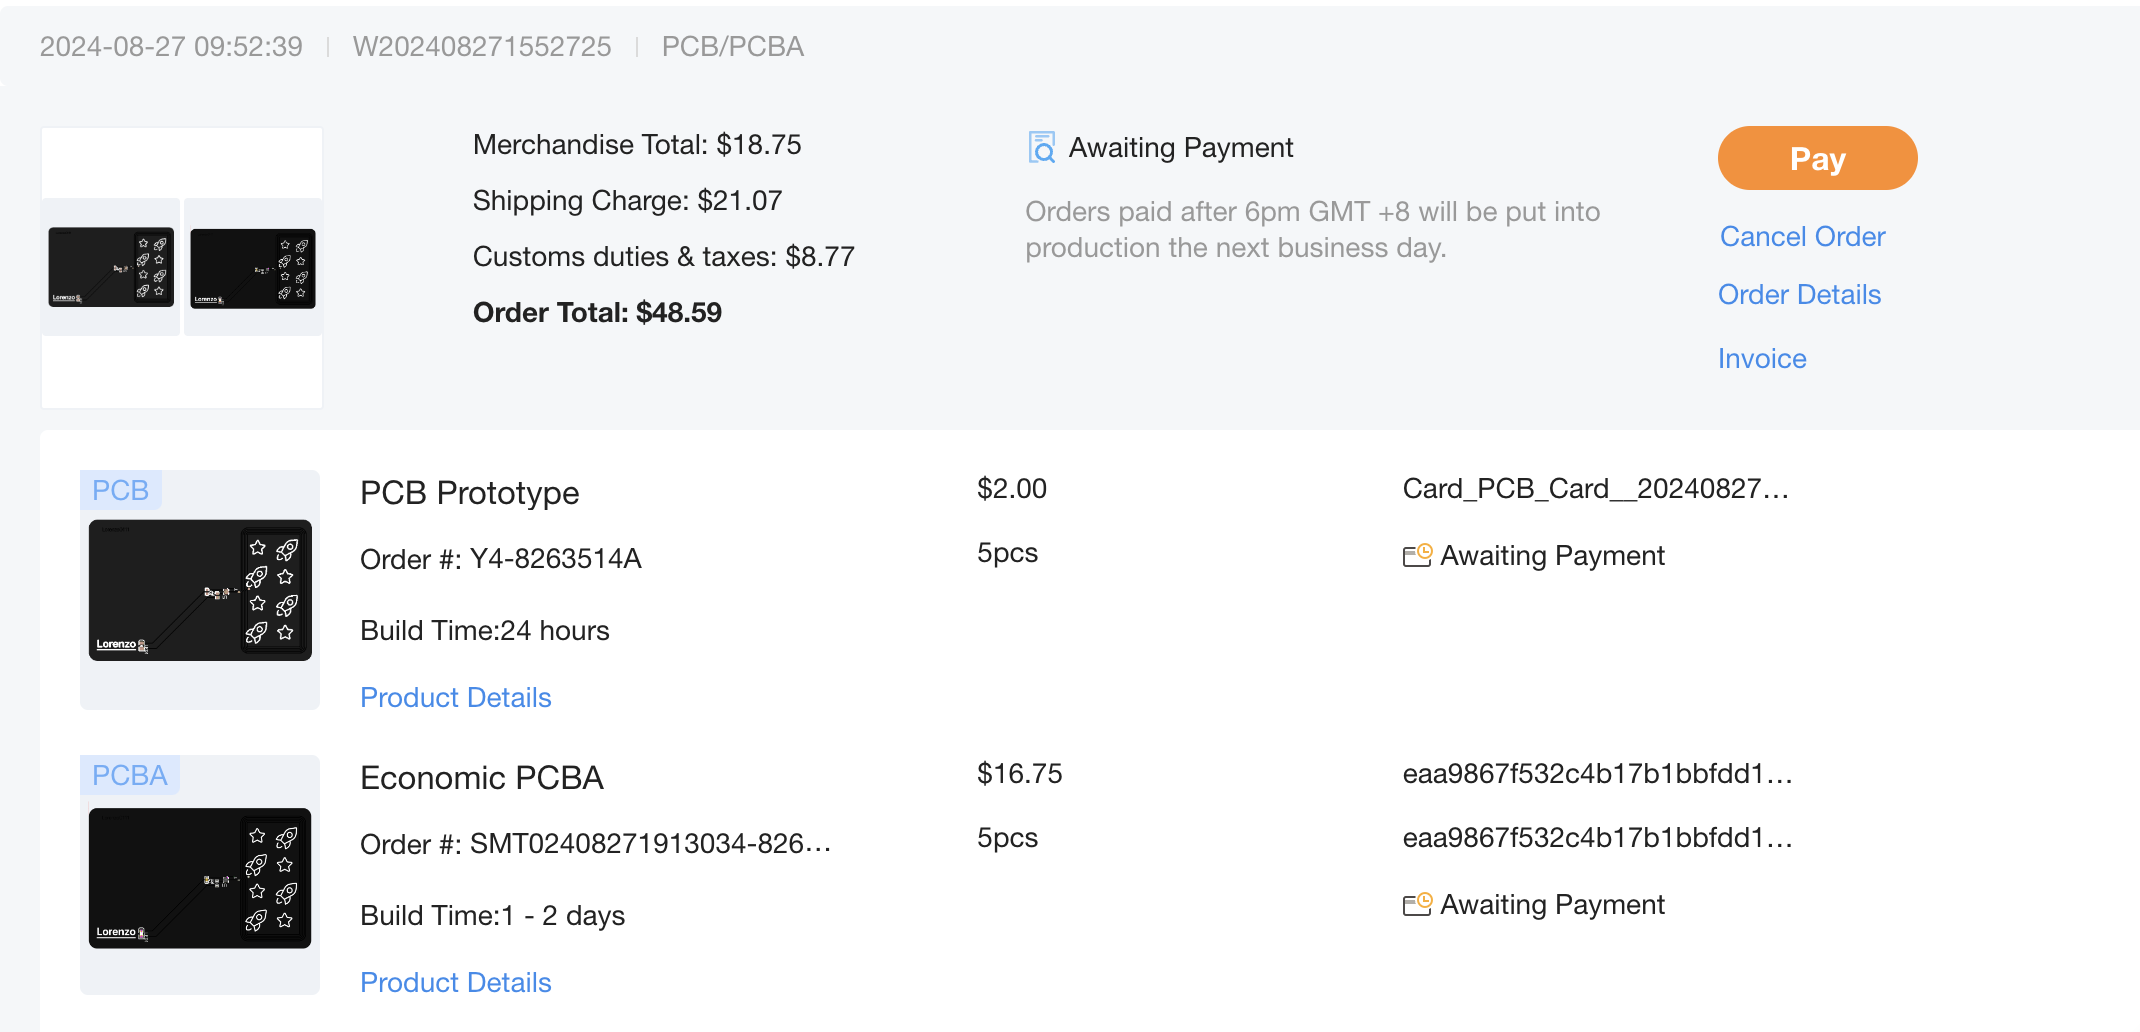 2024-08-27 09:52:39 | W202408271552725 | PCB/PCBA
Merchandise Total: $18.75
Shipping Charge: $21.07
Customs duties & taxes: $8.77
Order Total: $48.59
Awaiting Payment
Orders paid after 6pm GMT +8 will be put into
production the next business day.
Pay
Cancel Order
Order Details
Invoice
Lorenzo
Lorenzo
PCB
Lorenzo
PCB Prototype
Order #: Y4-8263514A
Build Time:24 hours
Product Details
$2.00
5pcs
Card_PCB_Card__20240827...
Awaiting Payment
PCBA
Lorenzo
Economic PCBA
Order #: SMT02408271913034-826...
Build Time:1 - 2 days
Product Details
$16.75
5pcs
eaa9867f532c4b17b1bbfdd1...
eaa9867f532c4b17b1bbfdd1...
Awaiting Payment